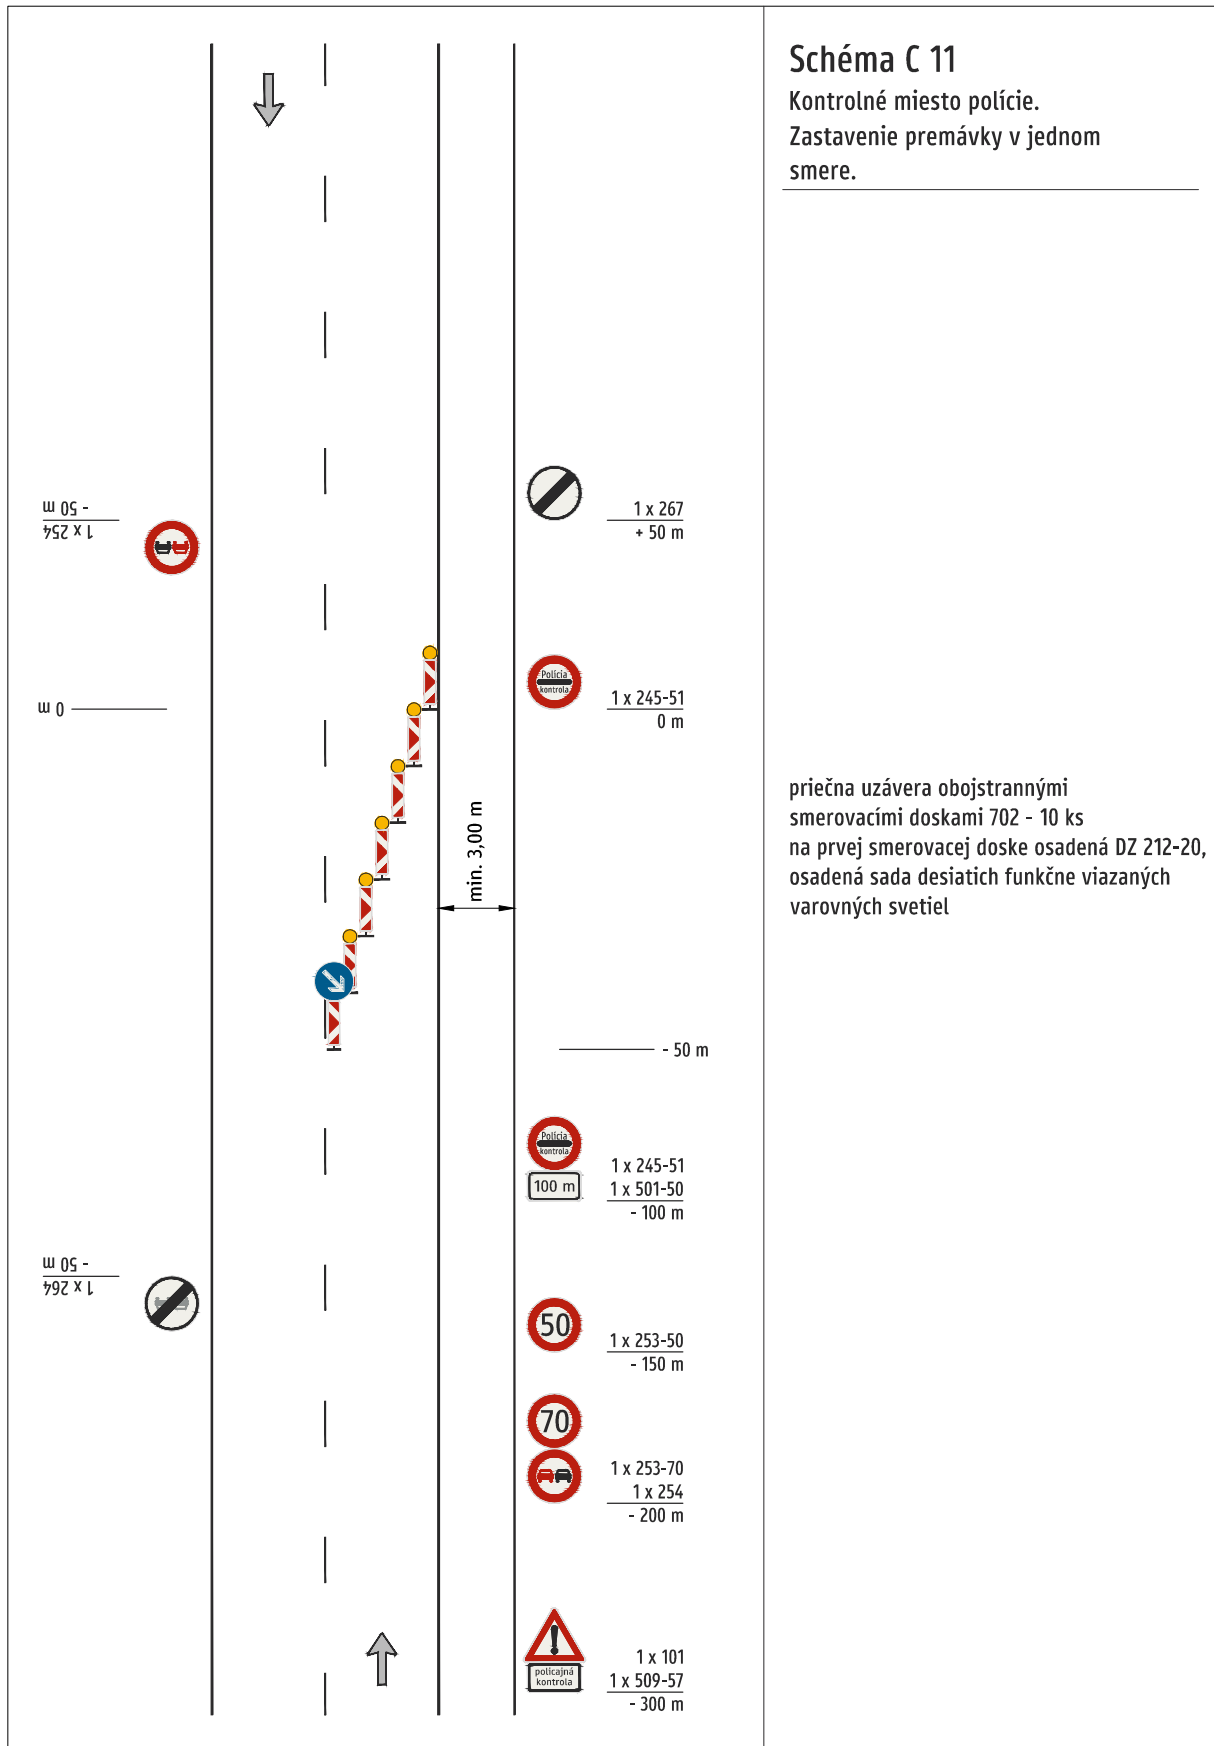 Schéma C 11
Kontrolné miesto polície.
Zastavenie premávky v jednom
smere.
1 x 254
- 50 m
1 x 267
+ 50 m
0 m
Polícia
kontrola
1 x 245-51
0 m
min. 3,00 m
priečna uzávera obojstrannými
smerovacími doskami 702 - 10 ks
na prvej smerovacej doske osadená DZ 212-20,
osadená sada desiatich funkčne viazaných
varovných svetiel
- 50 m
Polícia
kontrola
100 m
1 x 245-51
1 x 501-50
- 100 m
1 x 264
- 50 m
50
1 x 253-50
- 150 m
70
1 x 253-70
1 x 254
- 200 m
policajná
kontrola
1 x 101
1 x 509-57
- 300 m